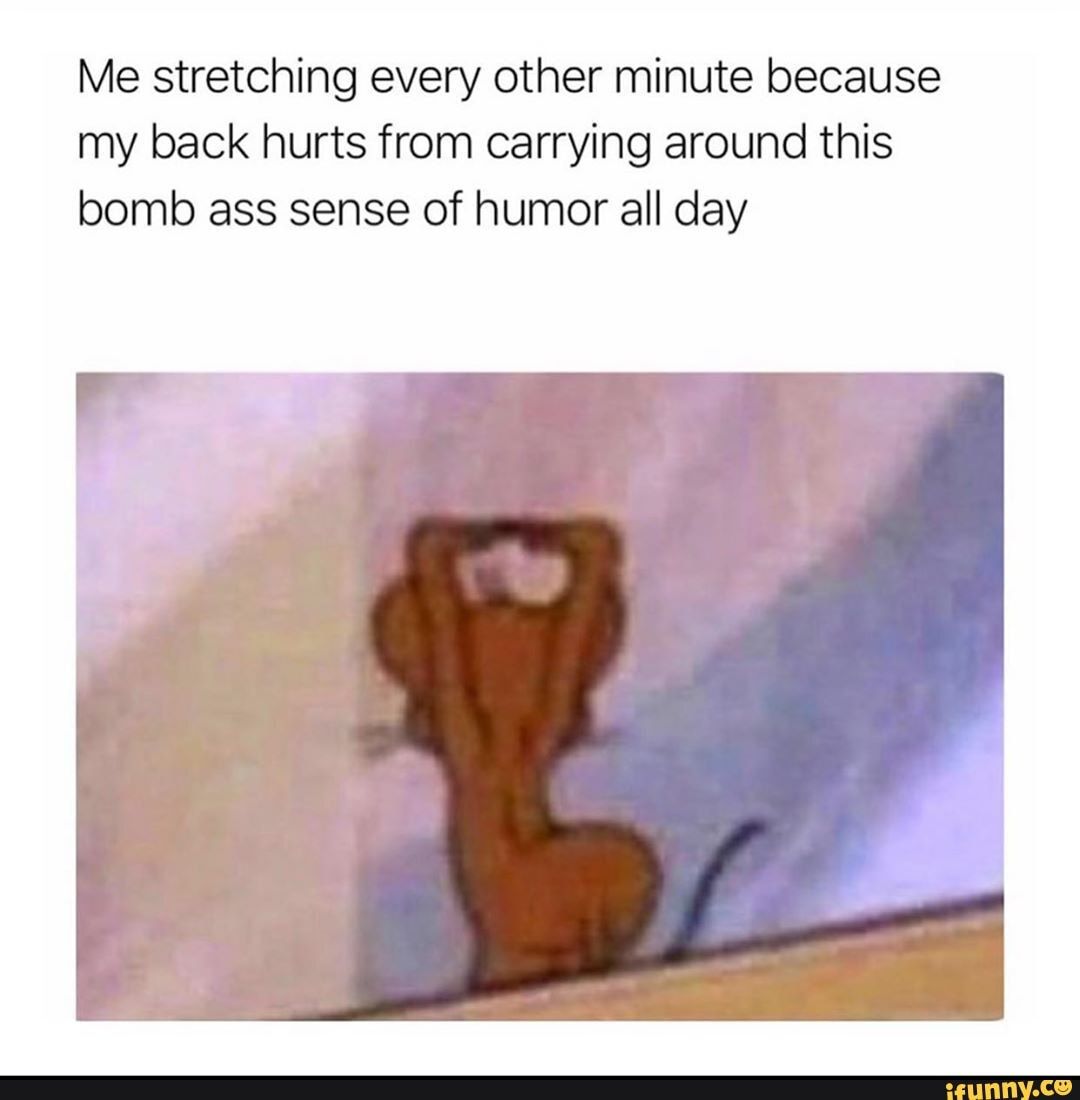 Me stretching every other minute because
my back hurts from carrying around this
bomb ass sense of humor all day
ifunny.co